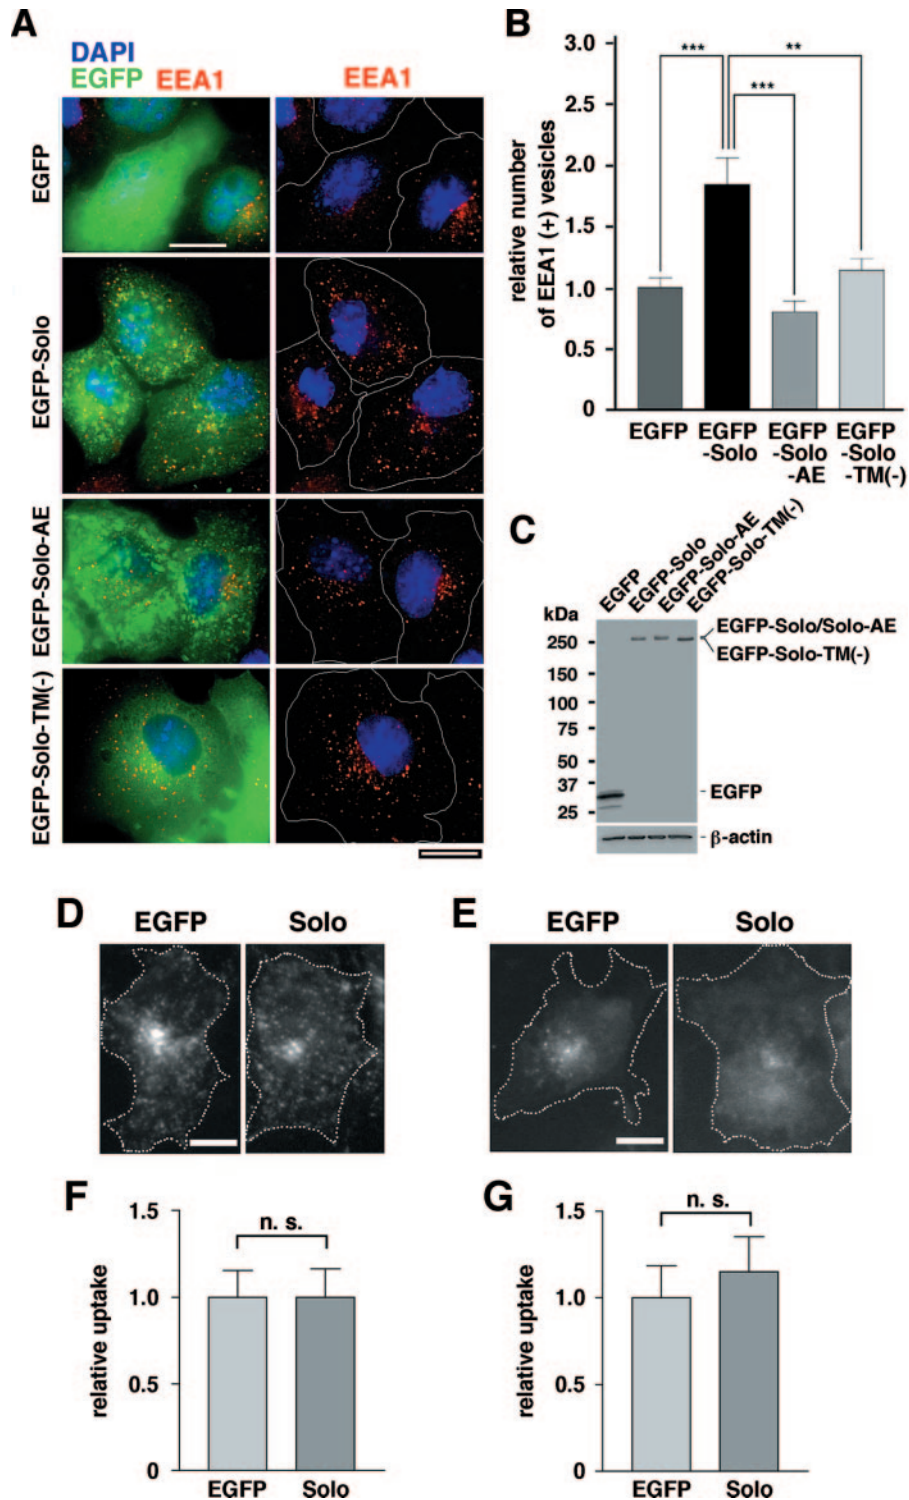 A
DAPI
EGFP EEA1
EEA1
EGFP
EGFP-Solo
EGFP-Solo-AE
EGFP-Solo-TM(-)
B
relative number
of EEA1 (+) vesicles
3.0
2.5
2.0
1.5
1.0
0.5
0
***
**
***
EGFP
EGFP
-Solo
EGFP
-Solo
-AE
EGFP
-Solo
-TM(-)
C
EGFP
EGFP-Solo
EGFP-Solo-AE
EGFP-Solo-TM(-)
kDa
250
150
100
75
50
37
25
EGFP-Solo/Solo-AE
EGFP-Solo-TM(-)
EGFP
β-actin
D
EGFP
Solo
E
EGFP
Solo
F
relative uptake
1.5
1.0
0.5
0
n. s.
EGFP
Solo
G
relative uptake
1.5
1.0
0.5
0
n. s.
EGFP
Solo